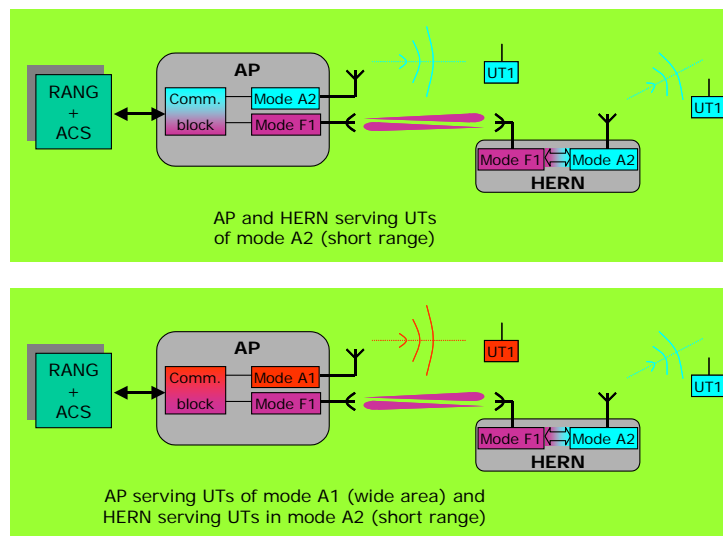 AP
RANG
+
ACS
Comm.
block
Mode A2
Mode F1
UT1
UT1
Mode F1
Mode A2
HERN
AP and HERN serving UTs
of mode A2 (short range)
AP
RANG
+
ACS
Comm.
block
Mode A1
Mode F1
UT1
UT1
Mode F1
Mode A2
HERN
AP serving UTs of mode A1 (wide area) and
HERN serving UTs in mode A2 (short range)